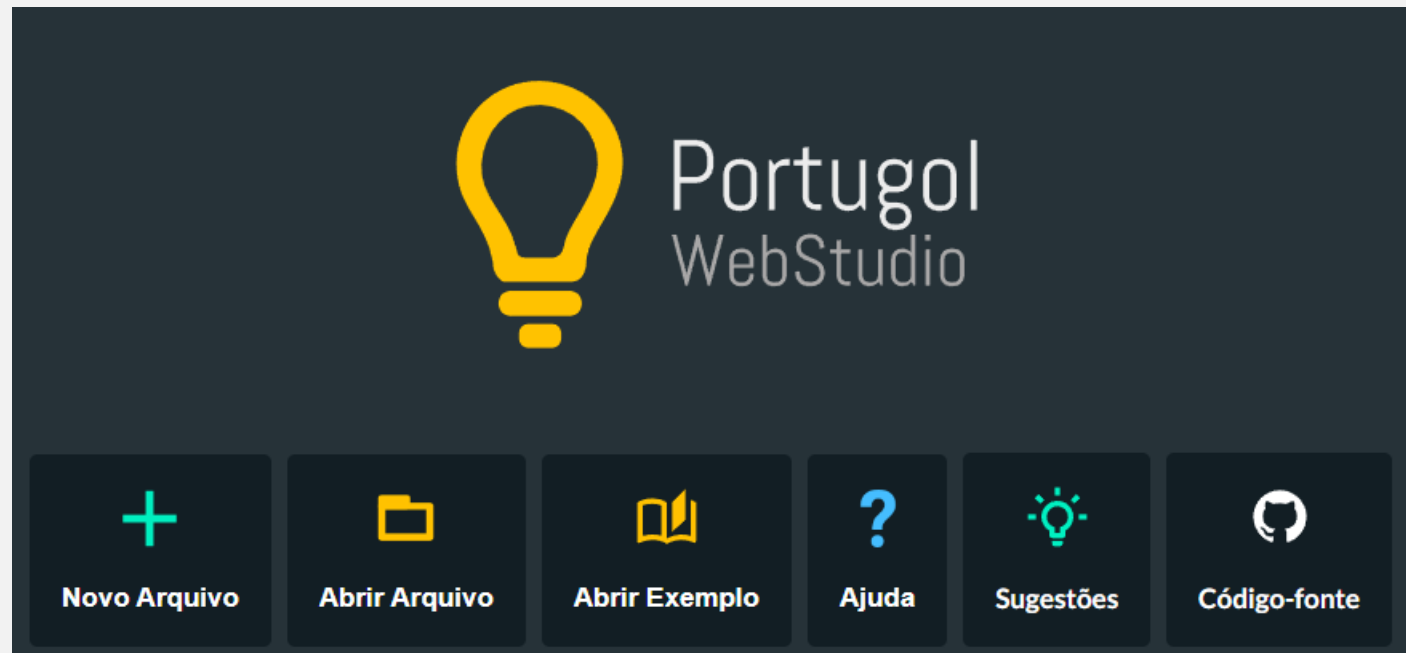 Portugol
WebStudio
Novo Arquivo
Abrir Arquivo
Abrir Exemplo
Ajuda
Sugestões
Código-fonte